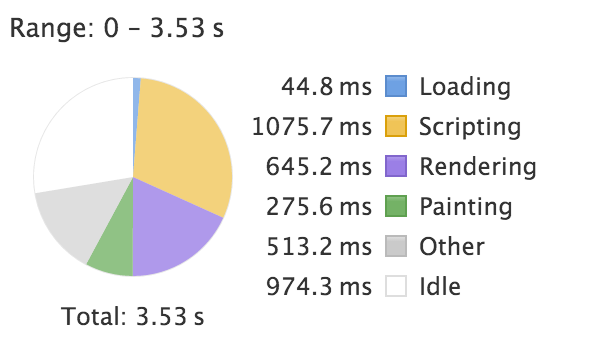 Range: 0 – 3.53 s
44.8 ms Loading
1075.7 ms Scripting
645.2 ms Rendering
275.6 ms Painting
513.2 ms Other
974.3 ms Idle
Total: 3.53 s